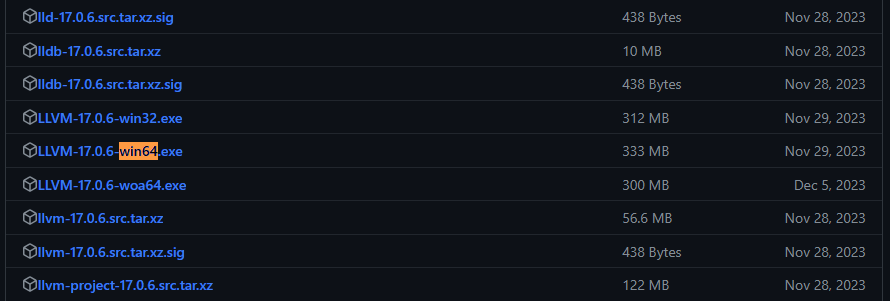 lld-17.0.6.src.tar.xz.sig 438 Bytes Nov 28, 2023
lldb-17.0.6.src.tar.xz 10 MB Nov 28, 2023
lldb-17.0.6.src.tar.xz.sig 438 Bytes Nov 28, 2023
LLVM-17.0.6-win32.exe 312 MB Nov 29, 2023
LLVM-17.0.6-win64.exe 333 MB Nov 29, 2023
LLVM-17.0.6-woa64.exe 300 MB Dec 5, 2023
llvm-17.0.6.src.tar.xz 56.6 MB Nov 28, 2023
llvm-17.0.6.src.tar.xz.sig 438 Bytes Nov 28, 2023
llvm-project-17.0.6.src.tar.xz 122 MB Nov 28, 2023